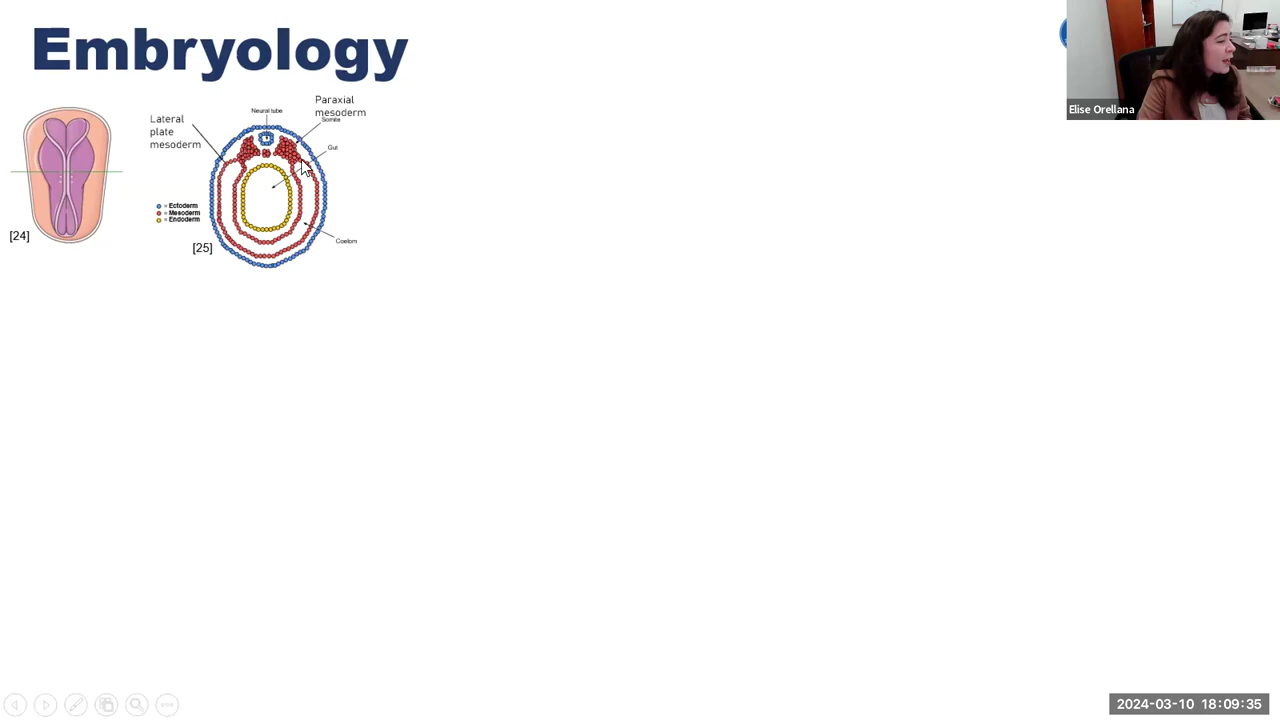 Embryology
Elise Orellana
Lateral
plate
mesoderm
Neural tube
Paraxial
mesoderm
Somite
Gut
= Ectoderm
= Mesoderm
= Endoderm
Coelom
[24]
[25]
2024-03-10 18:09:35